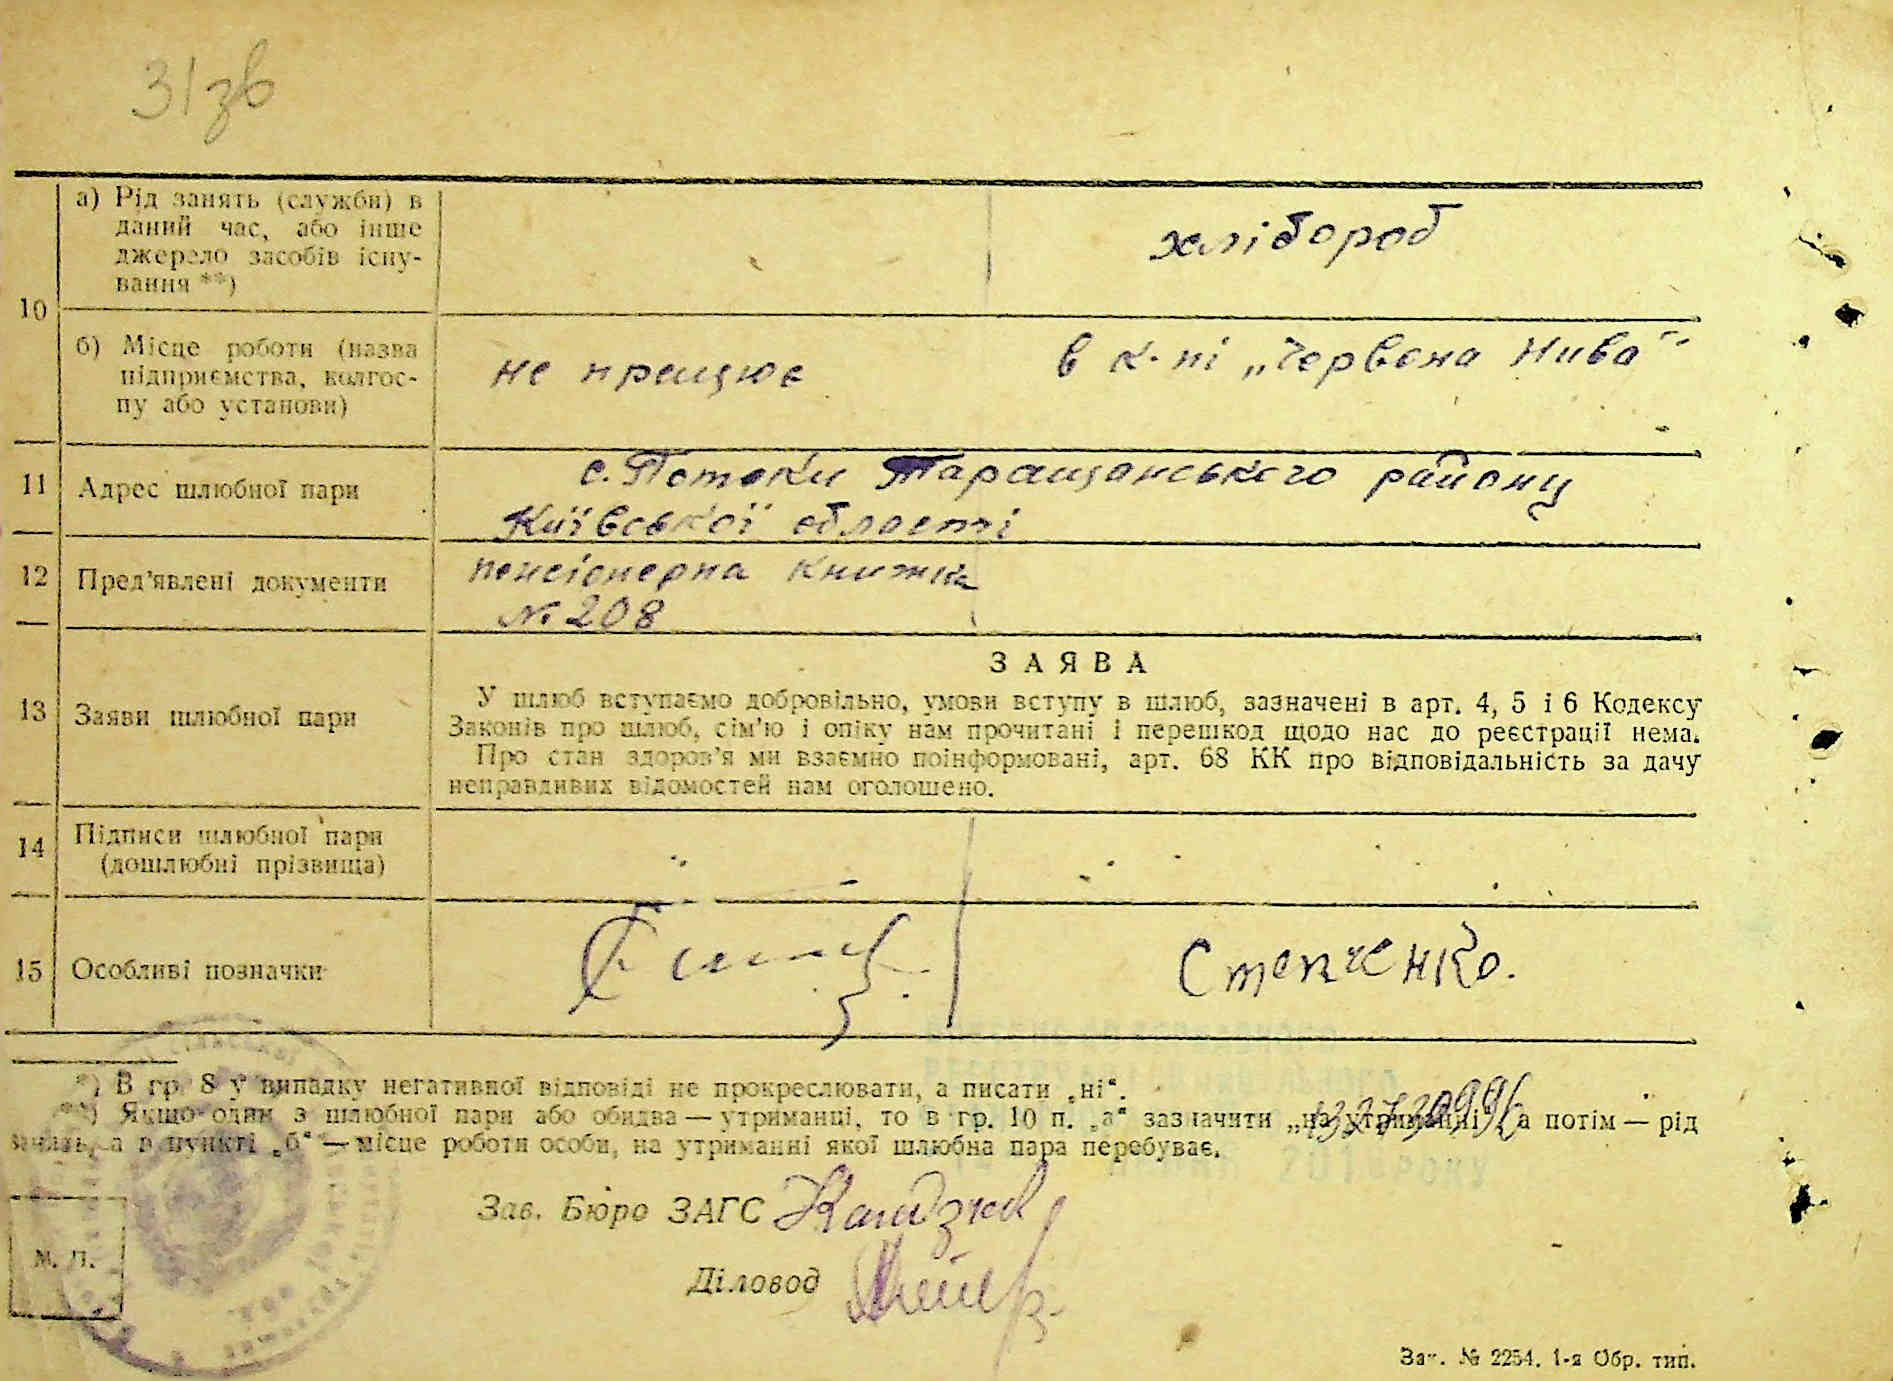 31зв
а) Рід занять (служби) в
даний час, або інше
джерело засобів існу-
вання **)
хлібороб
10
б) Місце роботи (назва
підприємства, колгос-
пу або установи)
не працює
в к-пі „Червона Нива"
11
Адрес шлюбної пари
с. Потоки Таращанського району
Київської області
12
Пред'явлені документи
пенсіонерна книжка
№ 208
13
Заяви шлюбної пари
ЗАЯВА
У шлюб вступаємо добровільно, умови вступу в шлюб, зазначені в арт. 4, 5 і 6 Кодексу
Законів про шлюб, сім'ю і опіку нам прочитані і перешкод щодо нас до реєстрації нема.
Про стан здоров'я ми взаємно поінформовані, арт. 68 КК про відповідальність за дачу
неправдивих відомостей нам оголошено.
14
Підписи шлюбної пари
(дошлюбні прізвища)
15
Особливі позначки
Степченко.
*) В гр. 8 у випадку негативної відповіді не прокреслювати, а писати „ні".
**) Якщо один з шлюбної пари або обидва — утриманці, то в гр. 10 п. „а" зазначити „на утриманні", а потім — рід
занять, а в пункті „б" — місце роботи особи, на утриманні якої шлюбна пара перебуває.
Зав. Бюро ЗАГС
Діловод
М. П.
Зак. № 2254. 1-я Обр. тип.